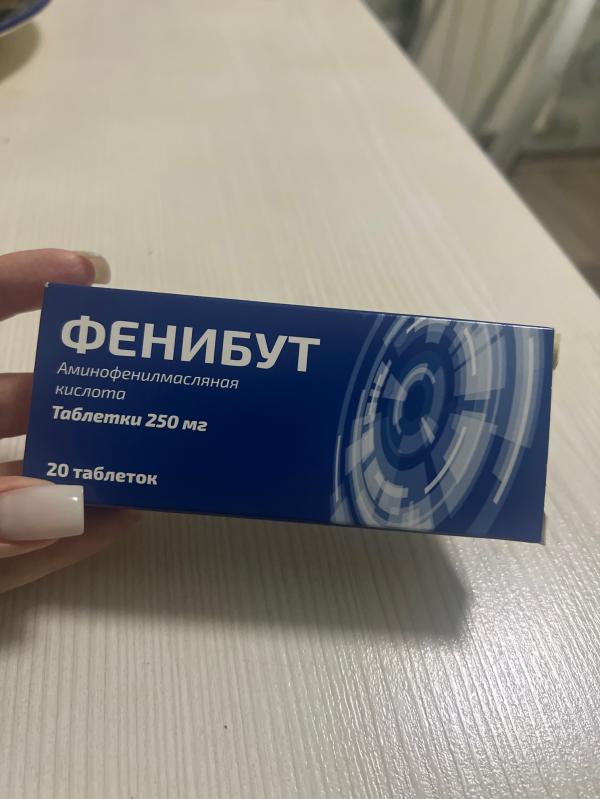 ФЕНИБУТ
Аминофенилмасляная
кислота
Таблетки 250 мг
20 таблеток